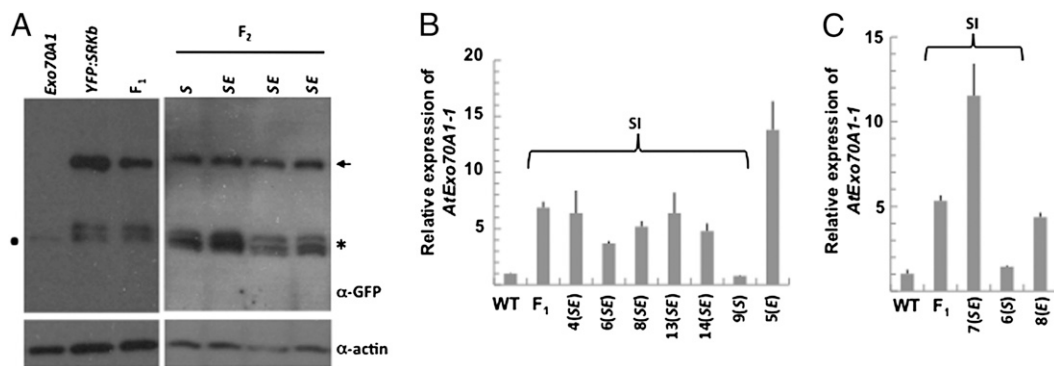 A
Exo70A1
YFP:SRKb
F1
F2
S
SE
SE
SE
*
α-GFP
α-actin
B
Relative expression of
AtExo70A1-1
20
15
10
5
SI
WT
F1
4(SE)
6(SE)
8(SE)
13(SE)
14(SE)
9(S)
5(E)
C
Relative expression of
AtExo70A1-1
15
10
5
SI
WT
F1
7(SE)
6(S)
8(E)